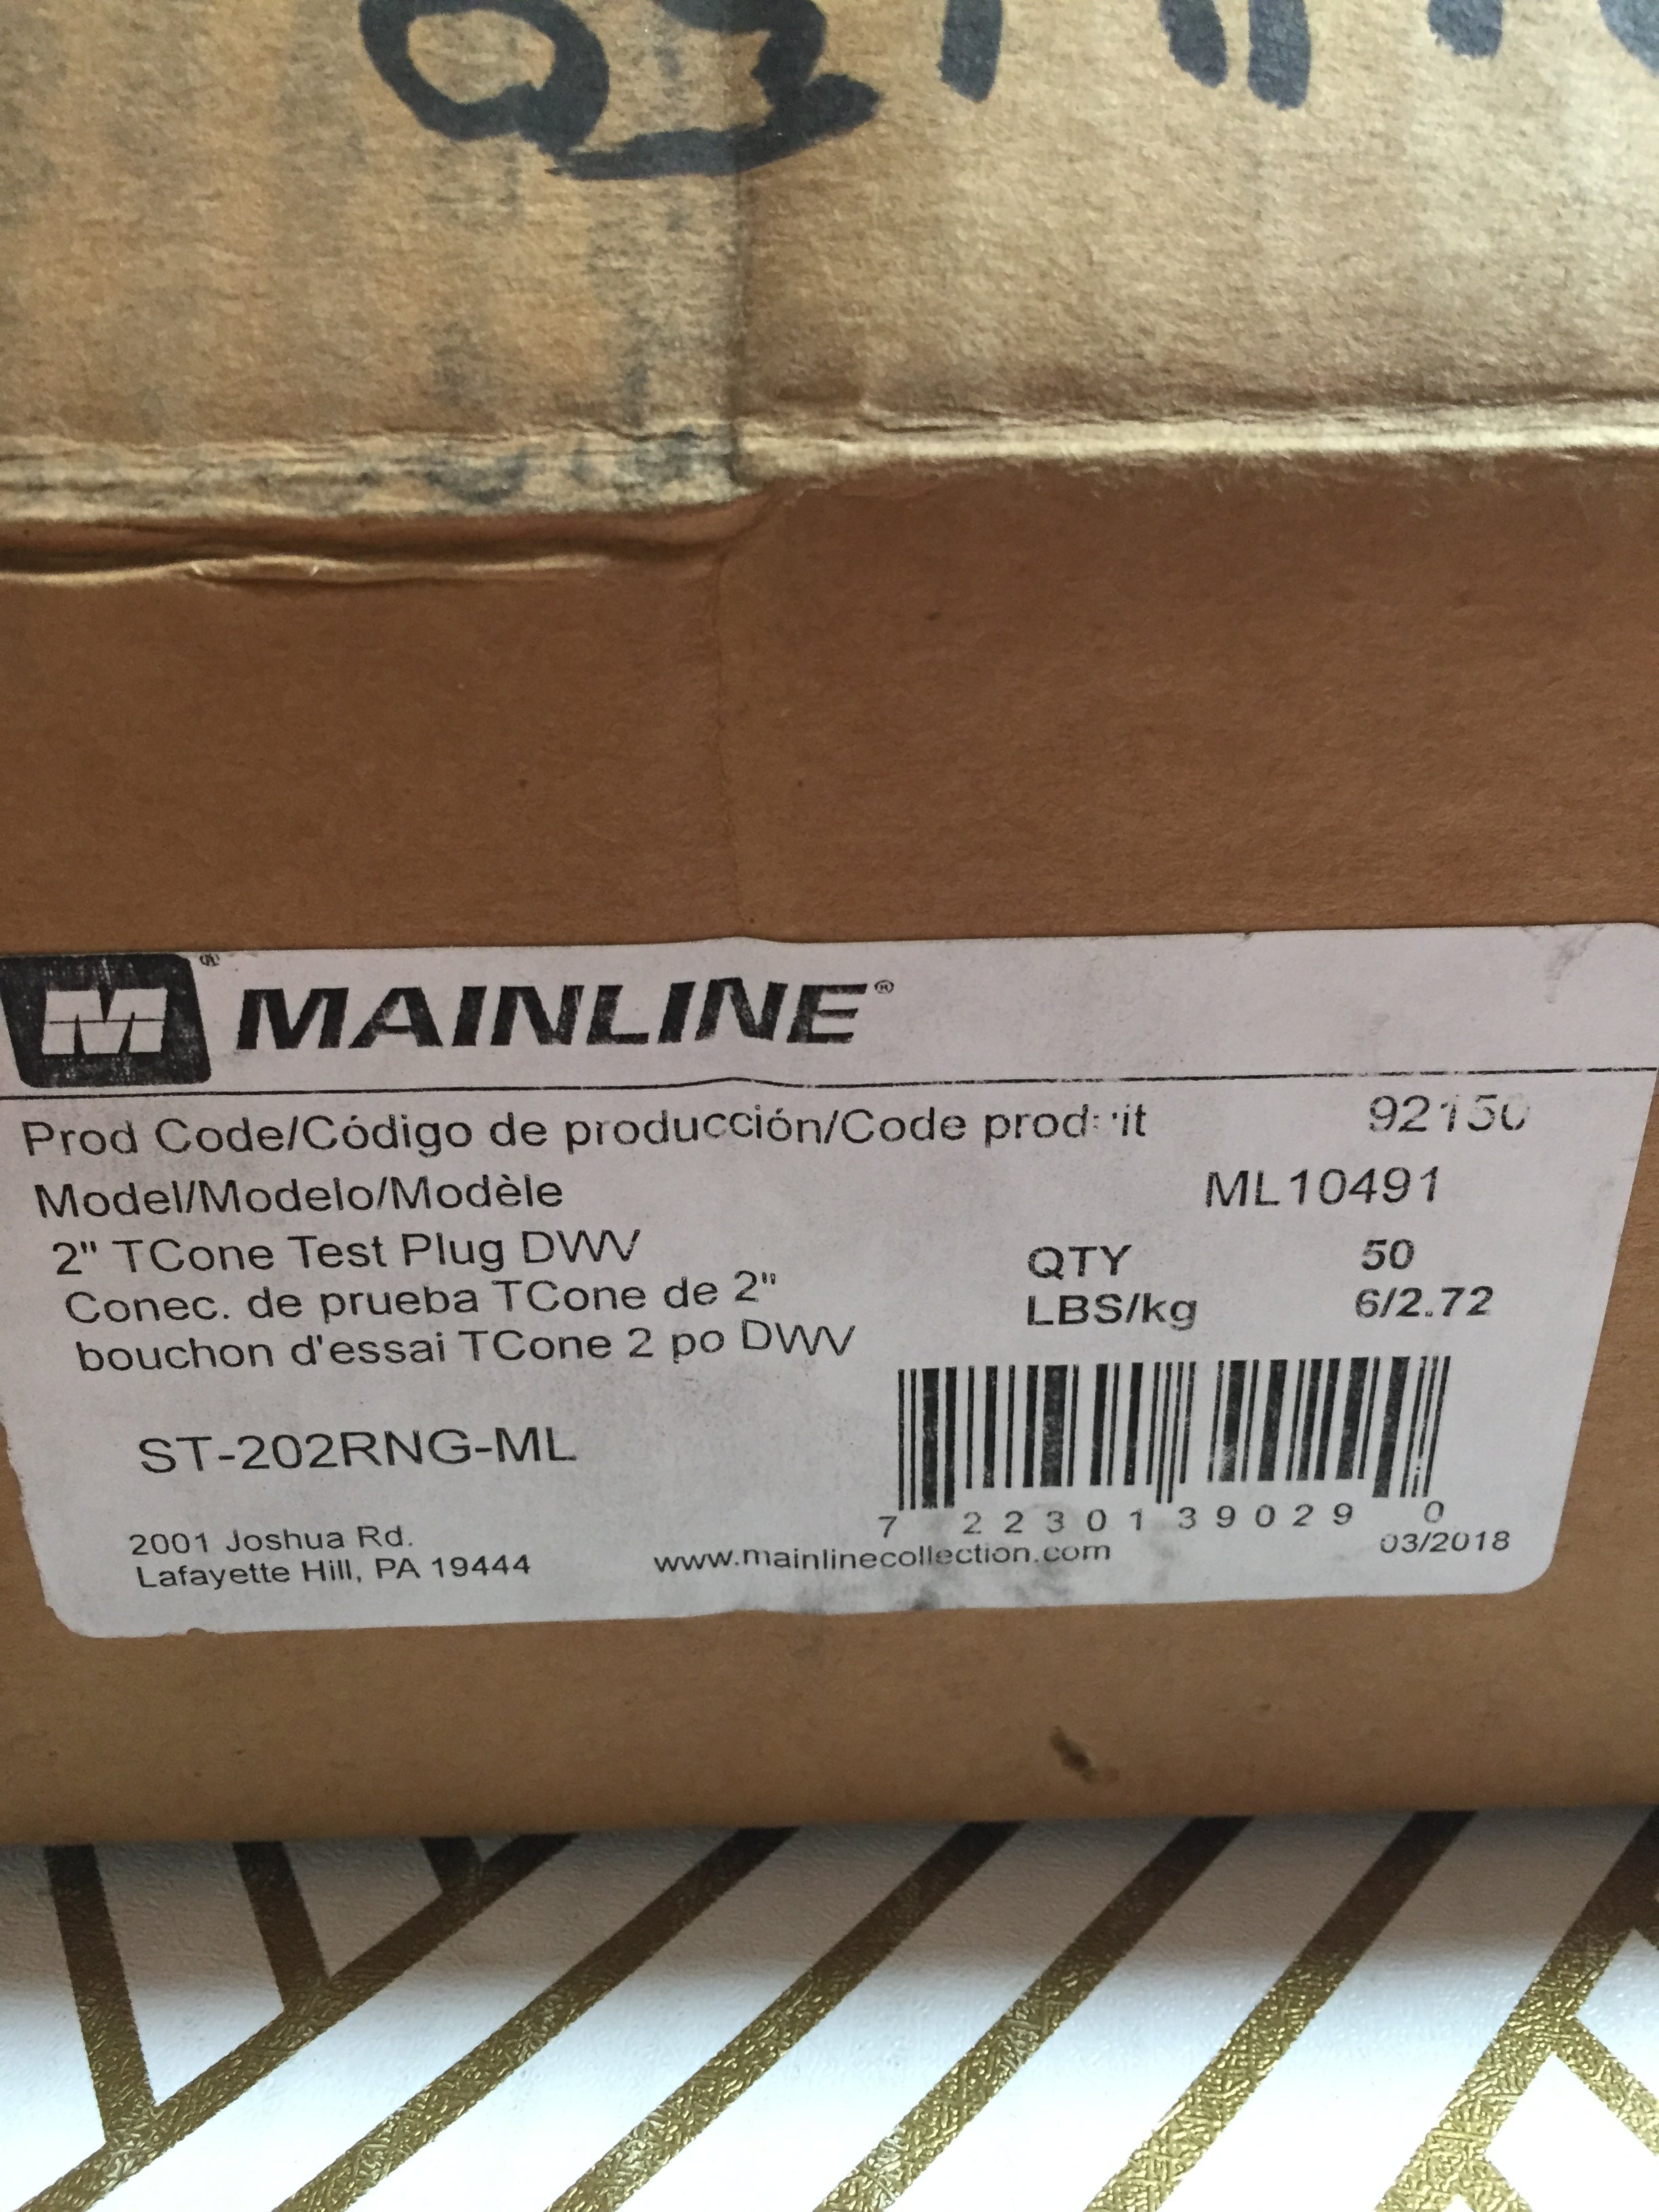 MAINLINE®
Prod Code/Código de producción/Code produit 92150
Model/Modelo/Modèle ML10491
2" TCone Test Plug DWV QTY 50
Conec. de prueba TCone de 2" LBS/kg 6/2.72
bouchon d'essai TCone 2 po DWV
ST-202RNG-ML
7 22301 39029 0
2001 Joshua Rd. 03/2018
Lafayette Hill, PA 19444 www.mainlinecollection.com